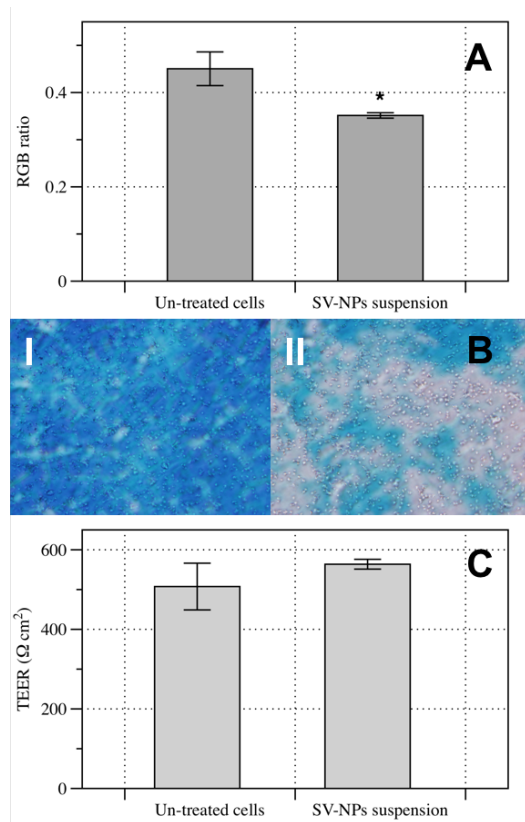 A
RGB ratio
0.4
*
0.2
0
Un-treated cells SV-NPs suspension
I II B
C
TEER (Ω cm²)
600
400
200
0
Un-treated cells SV-NPs suspension